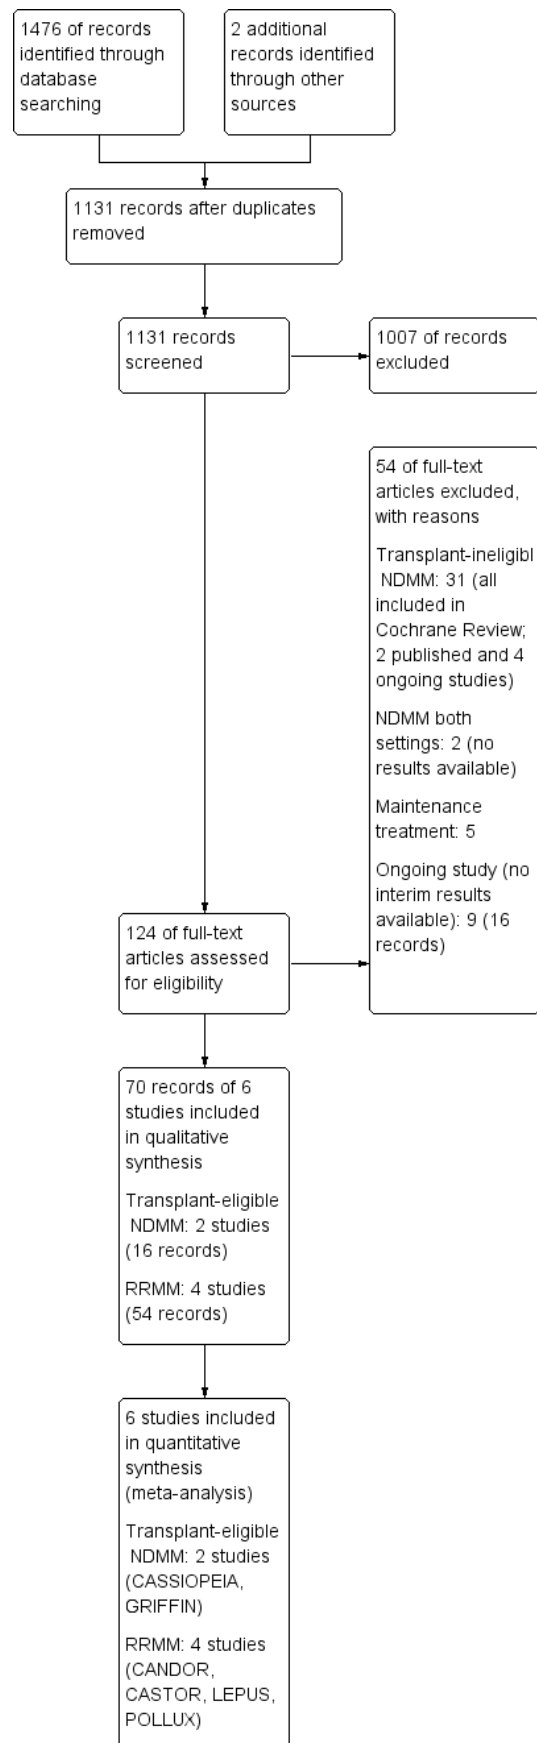 1476 of records
identified through
database
searching
2 additional
records identified
through other
sources
1131 records after duplicates
removed
1131 records
screened
1007 of records
excluded
54 of full-text
articles excluded,
with reasons
Transplant-ineligibl
NDMM: 31 (all
included in
Cochrane Review;
2 published and 4
ongoing studies)
NDMM both
settings: 2 (no
results available)
Maintenance
treatment: 5
Ongoing study (no
interim results
available): 9 (16
records)
124 of full-text
articles assessed
for eligibility
70 records of 6
studies included
in qualitative
synthesis
Transplant-eligible
NDMM: 2 studies
(16 records)
RRMM: 4 studies
(54 records)
6 studies included
in quantitative
synthesis
(meta-analysis)
Transplant-eligible
NDMM: 2 studies
(CASSIOPEIA,
GRIFFIN)
RRMM: 4 studies
(CANDOR,
CASTOR, LEPUS,
POLLUX)